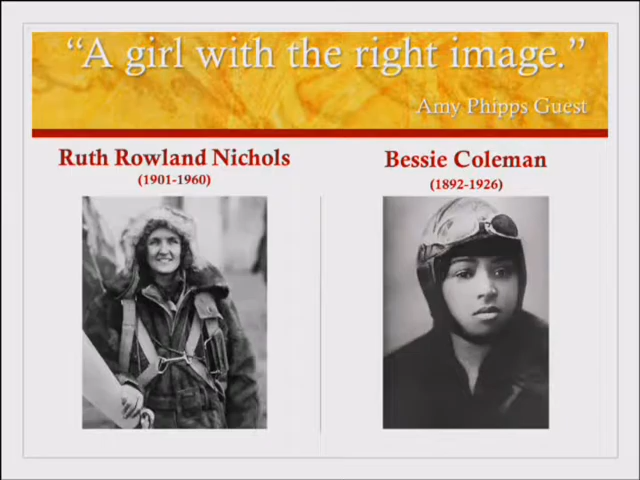 “A girl with the right image.”
Amy Phipps Guest
Ruth Rowland Nichols
(1901-1960)
Bessie Coleman
(1892-1926)